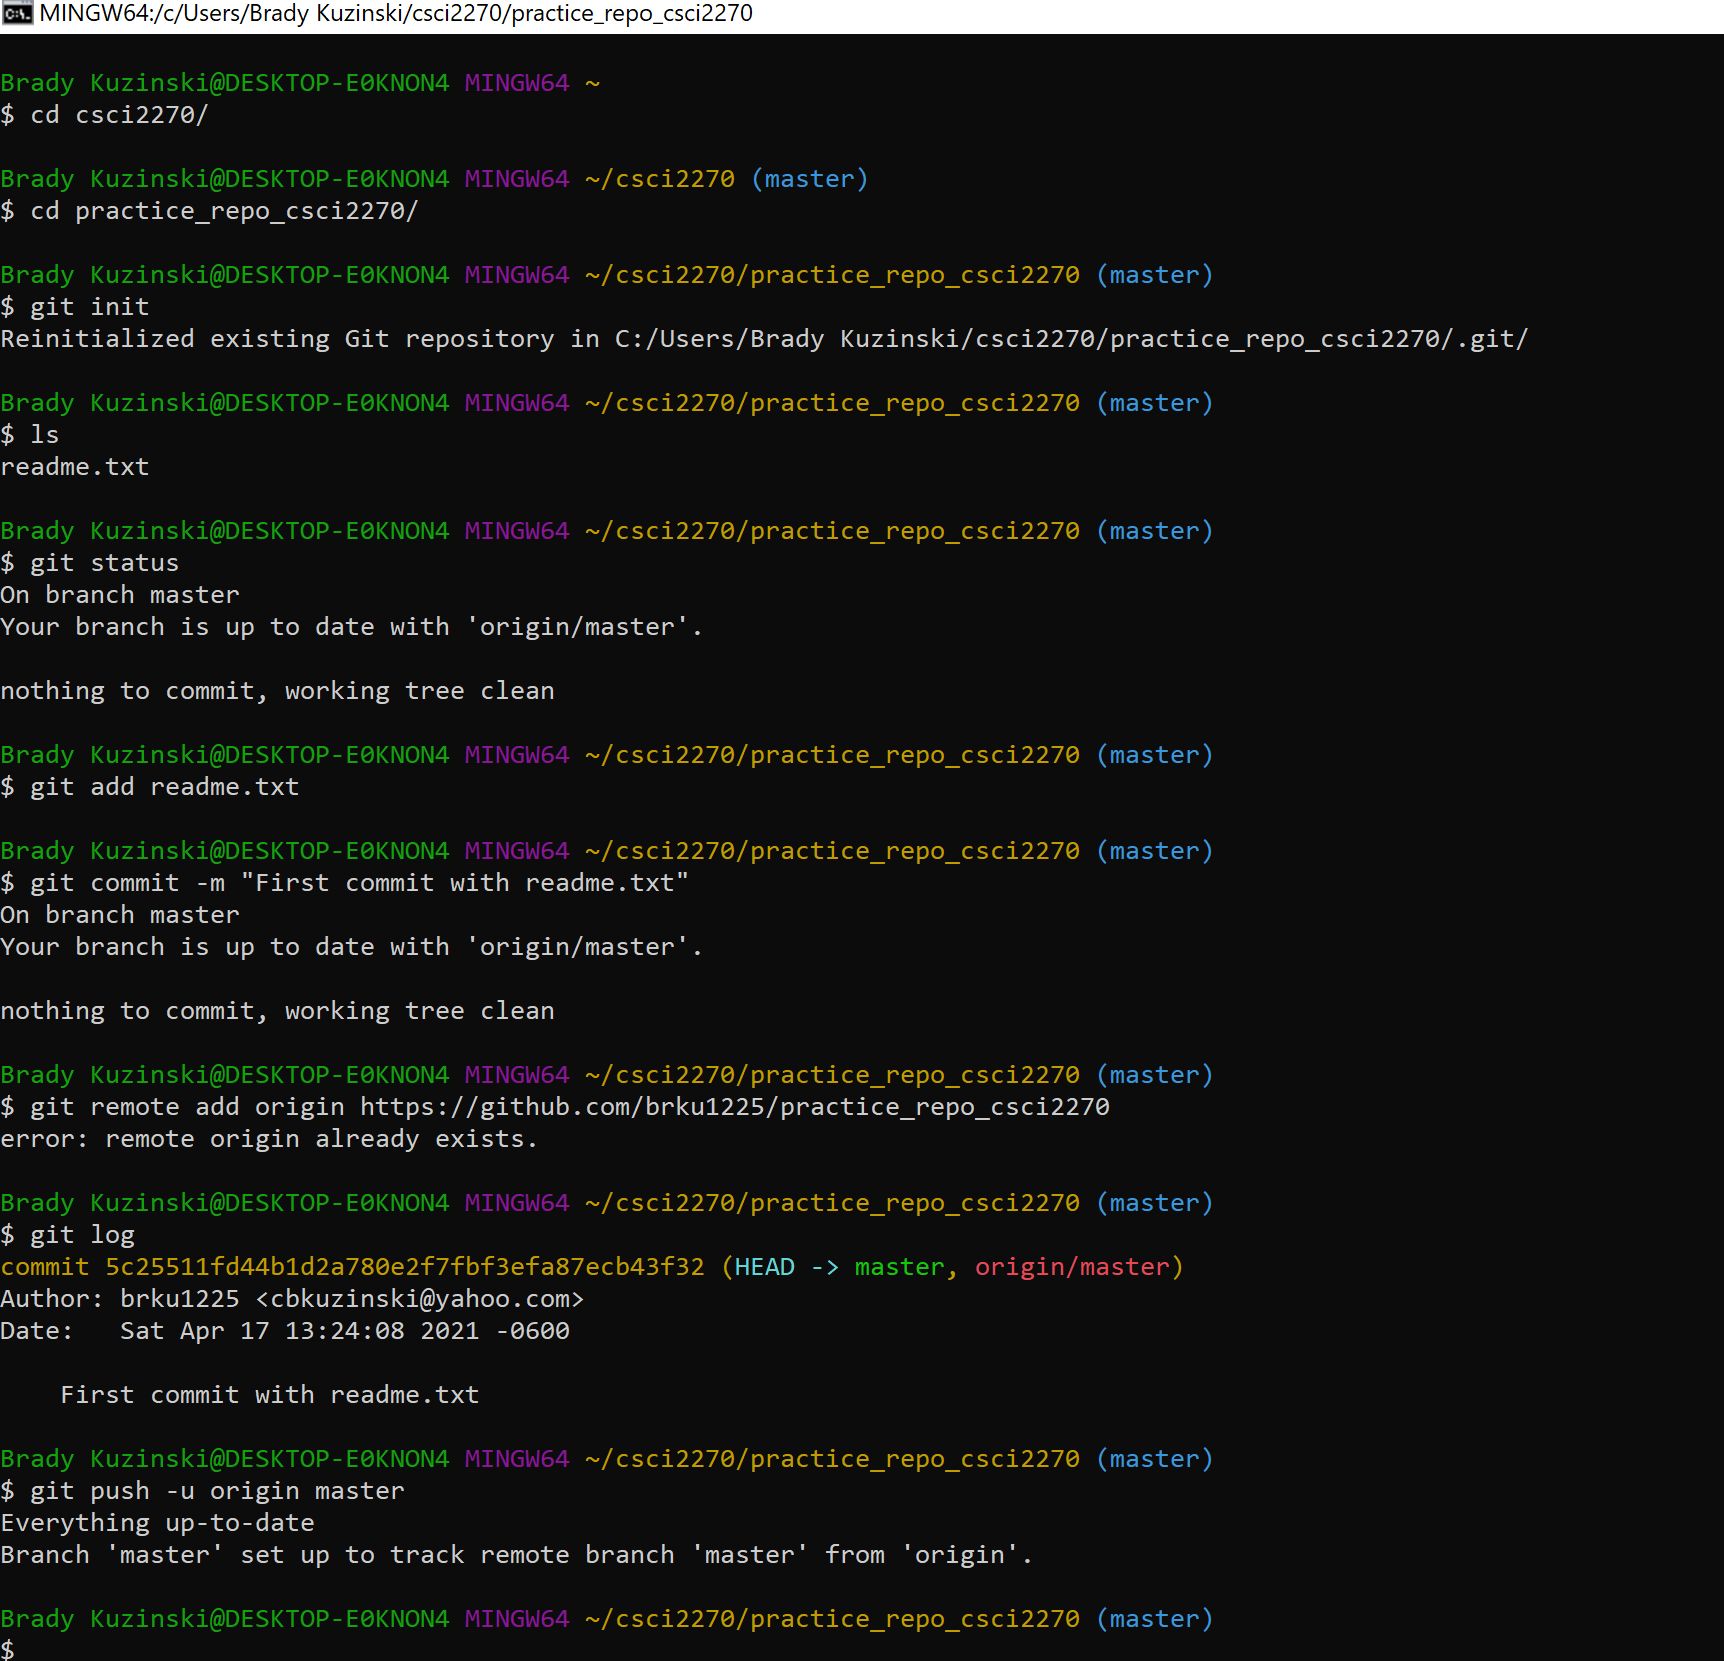 MINGW64:/c/Users/Brady Kuzinski/csci2270/practice_repo_csci2270
Brady Kuzinski@DESKTOP-E0KNON4 MINGW64 ~
$ cd csci2270/
Brady Kuzinski@DESKTOP-E0KNON4 MINGW64 ~/csci2270 (master)
$ cd practice_repo_csci2270/
Brady Kuzinski@DESKTOP-E0KNON4 MINGW64 ~/csci2270/practice_repo_csci2270 (master)
$ git init
Reinitialized existing Git repository in C:/Users/Brady Kuzinski/csci2270/practice_repo_csci2270/.git/
Brady Kuzinski@DESKTOP-E0KNON4 MINGW64 ~/csci2270/practice_repo_csci2270 (master)
$ ls
readme.txt
Brady Kuzinski@DESKTOP-E0KNON4 MINGW64 ~/csci2270/practice_repo_csci2270 (master)
$ git status
On branch master
Your branch is up to date with 'origin/master'.
nothing to commit, working tree clean
Brady Kuzinski@DESKTOP-E0KNON4 MINGW64 ~/csci2270/practice_repo_csci2270 (master)
$ git add readme.txt
Brady Kuzinski@DESKTOP-E0KNON4 MINGW64 ~/csci2270/practice_repo_csci2270 (master)
$ git commit -m "First commit with readme.txt"
On branch master
Your branch is up to date with 'origin/master'.
nothing to commit, working tree clean
Brady Kuzinski@DESKTOP-E0KNON4 MINGW64 ~/csci2270/practice_repo_csci2270 (master)
$ git remote add origin https://github.com/brku1225/practice_repo_csci2270
error: remote origin already exists.
Brady Kuzinski@DESKTOP-E0KNON4 MINGW64 ~/csci2270/practice_repo_csci2270 (master)
$ git log
commit 5c25511fd44b1d2a780e2f7fbf3efa87ecb43f32 (HEAD -> master, origin/master)
Author: brku1225 <cbkuzinski@yahoo.com>
Date:   Sat Apr 17 13:24:08 2021 -0600
    First commit with readme.txt
Brady Kuzinski@DESKTOP-E0KNON4 MINGW64 ~/csci2270/practice_repo_csci2270 (master)
$ git push -u origin master
Everything up-to-date
Branch 'master' set up to track remote branch 'master' from 'origin'.
Brady Kuzinski@DESKTOP-E0KNON4 MINGW64 ~/csci2270/practice_repo_csci2270 (master)
$